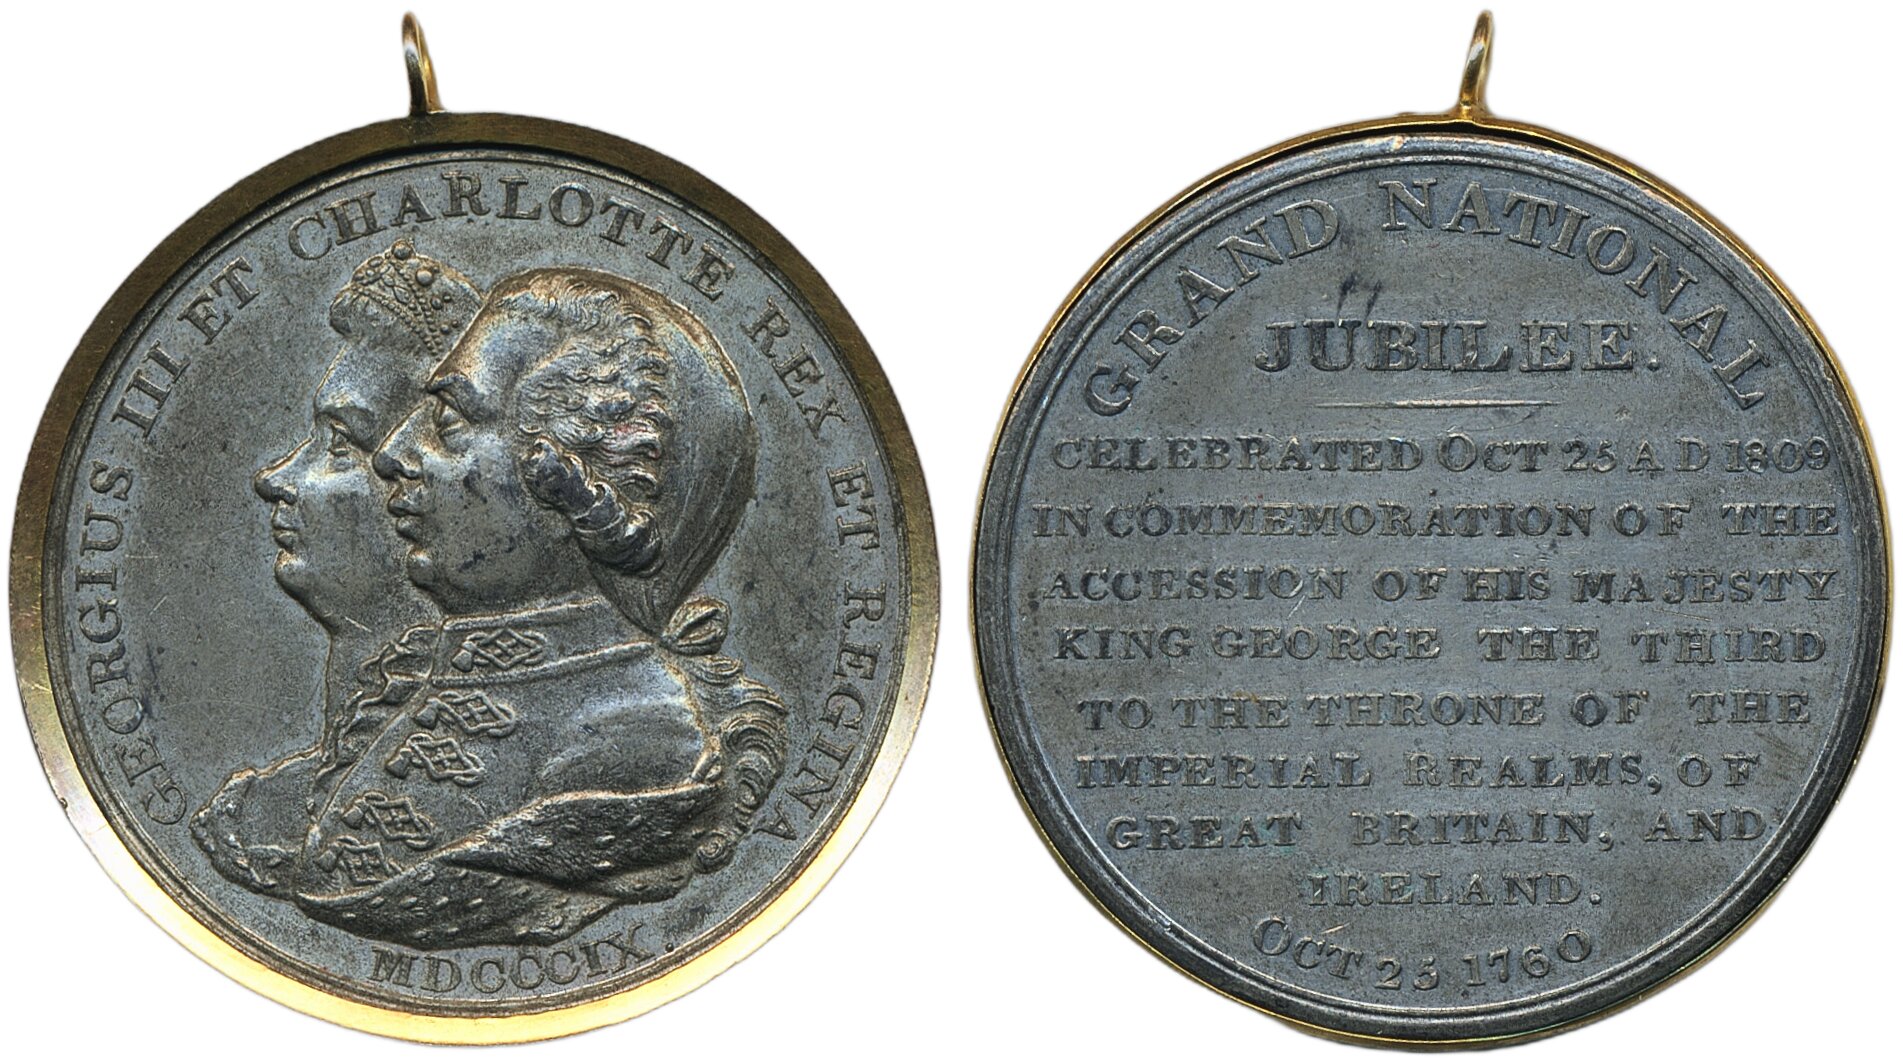 GEORGIUS III ET CHARLOTTE REX ET REGINA
MDCCCIX.
GRAND NATIONAL
JUBILEE.
CELEBRATED OCT 25 A D 1809
IN COMMEMORATION OF THE
ACCESSION OF HIS MAJESTY
KING GEORGE THE THIRD
TO THE THRONE OF THE
IMPERIAL REALMS, OF
GREAT BRITAIN, AND
IRELAND.
OCT 25 1760